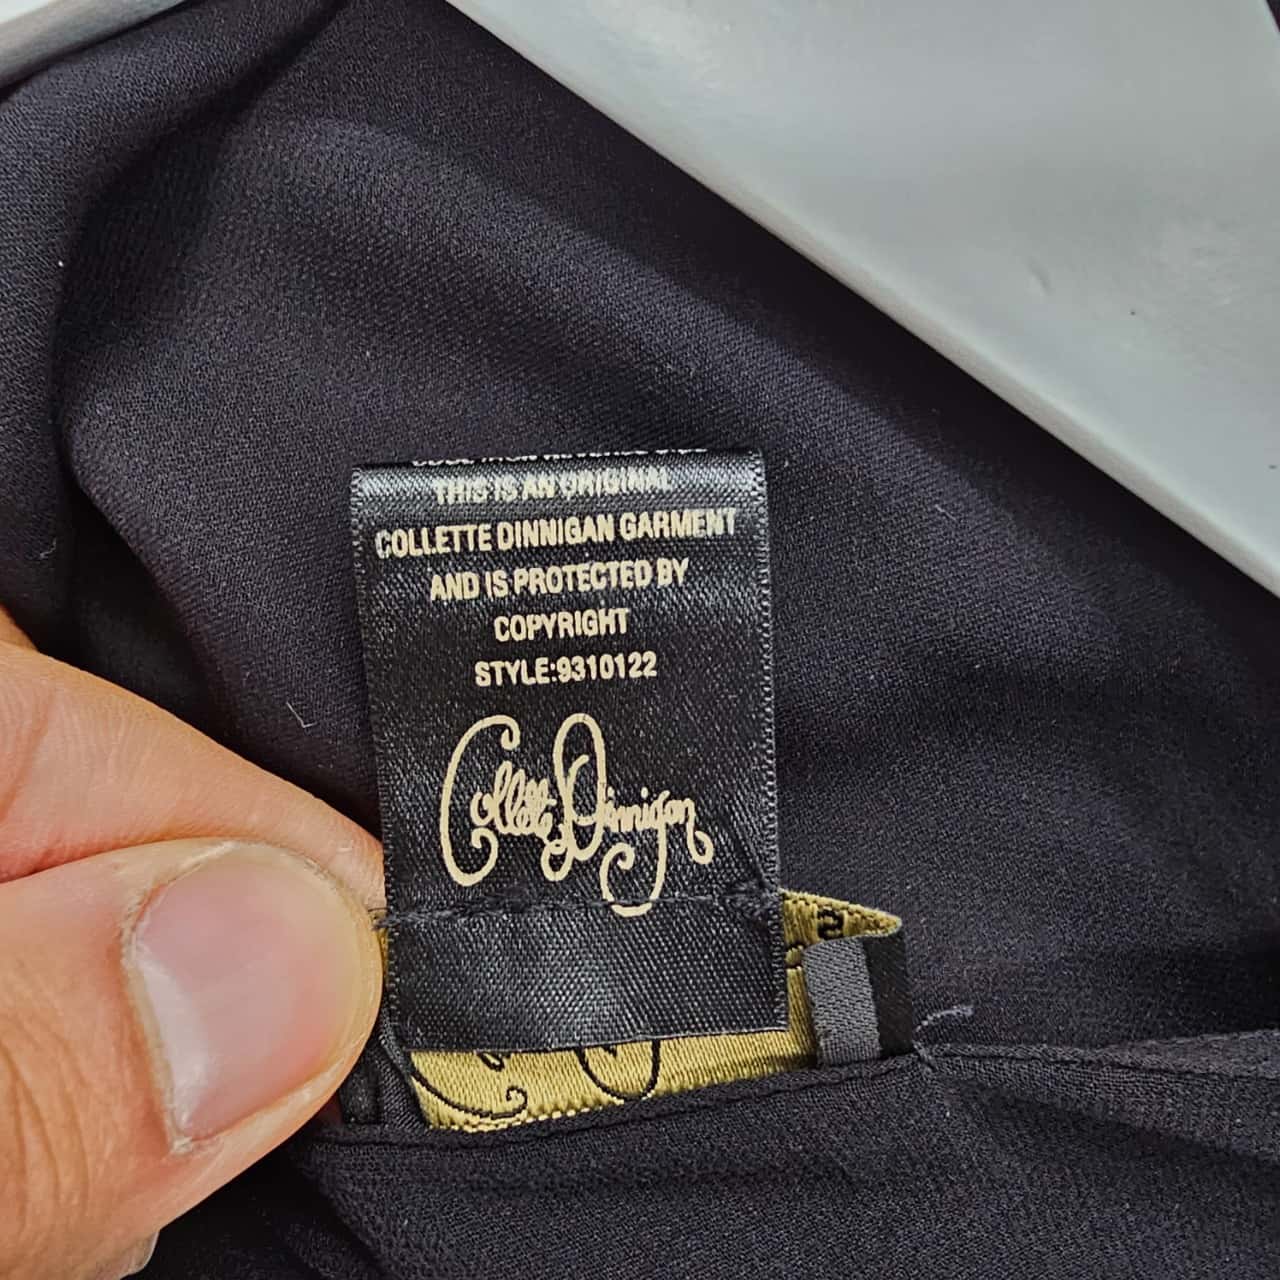 THIS IS AN ORIGINAL
COLLETTE DINNIGAN GARMENT
AND IS PROTECTED BY
COPYRIGHT
STYLE:9310122
Collette Dinnigan